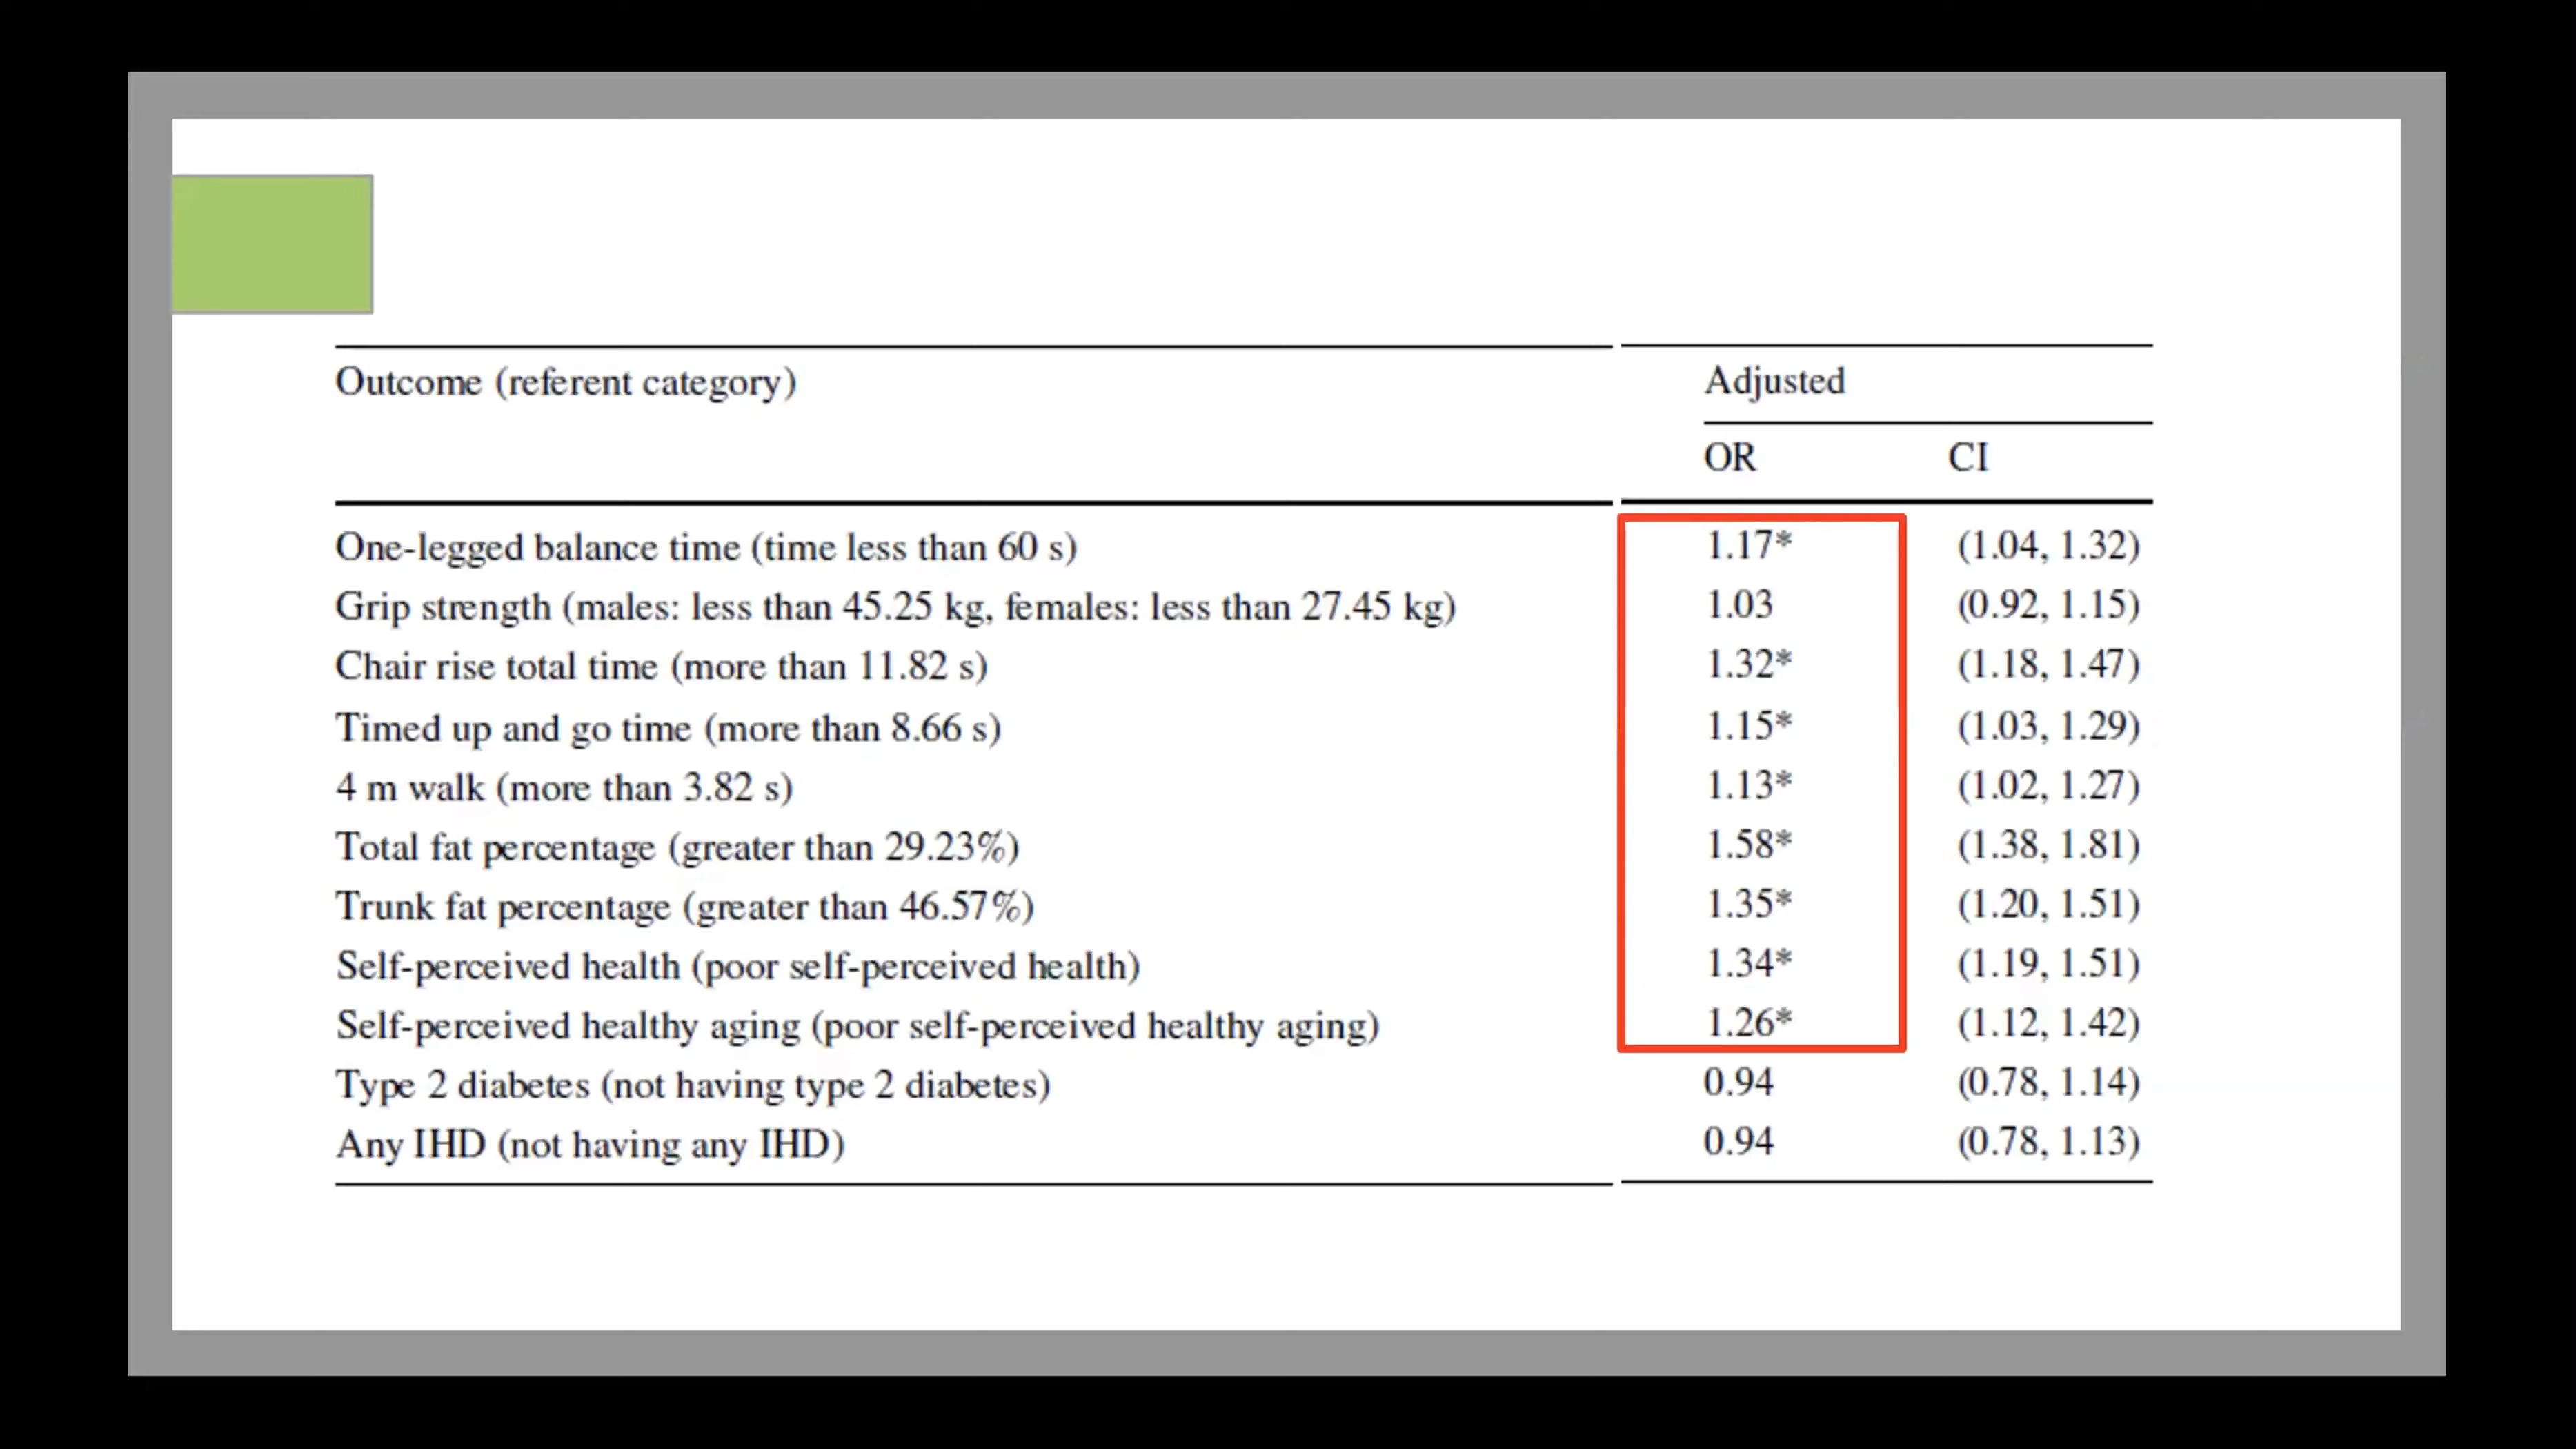 Outcome (referent category) Adjusted
OR CI
One-legged balance time (time less than 60 s) 1.17* (1.04, 1.32)
Grip strength (males: less than 45.25 kg, females: less than 27.45 kg) 1.03 (0.92, 1.15)
Chair rise total time (more than 11.82 s) 1.32* (1.18, 1.47)
Timed up and go time (more than 8.66 s) 1.15* (1.03, 1.29)
4 m walk (more than 3.82 s) 1.13* (1.02, 1.27)
Total fat percentage (greater than 29.23%) 1.58* (1.38, 1.81)
Trunk fat percentage (greater than 46.57%) 1.35* (1.20, 1.51)
Self-perceived health (poor self-perceived health) 1.34* (1.19, 1.51)
Self-perceived healthy aging (poor self-perceived healthy aging) 1.26* (1.12, 1.42)
Type 2 diabetes (not having type 2 diabetes) 0.94 (0.78, 1.14)
Any IHD (not having any IHD) 0.94 (0.78, 1.13)